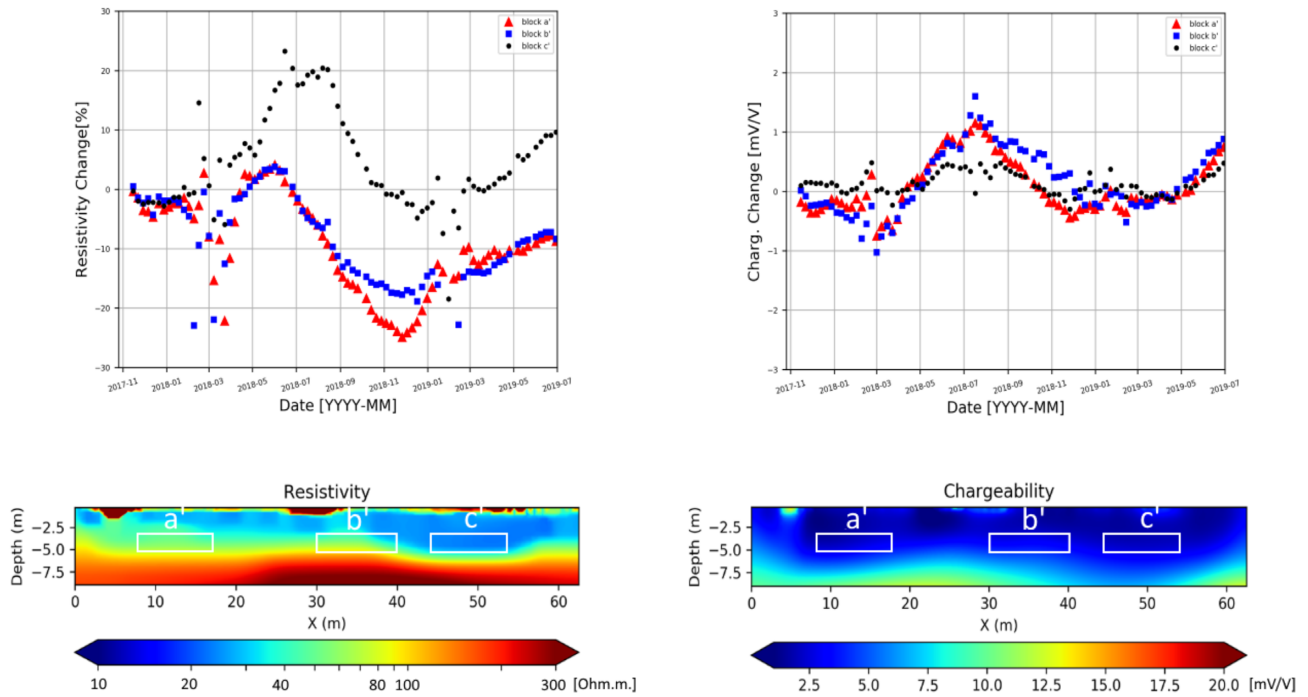 30
20
10
0
−10
−20
−30
Resistivity Change[%]
block a'
block b'
block c'
2017-11 2018-01 2018-03 2018-05 2018-07 2018-09 2018-11 2019-01 2019-03 2019-05 2019-07
Date [YYYY-MM]
3
2
1
0
−1
−2
−3
Charg. Change [mV/V]
block a'
block b'
block c'
2017-11 2018-01 2018-03 2018-05 2018-07 2018-09 2018-11 2019-01 2019-03 2019-05 2019-07
Date [YYYY-MM]
Resistivity
Depth (m)
−2.5
−5.0
−7.5
a' b' c'
0 10 20 30 40 50 60
X (m)
10 20 40 80 100 300 [Ohm.m.]
Chargeability
Depth (m)
−2.5
−5.0
−7.5
a' b' c'
0 10 20 30 40 50 60
X (m)
2.5 5.0 7.5 10.0 12.5 15.0 17.5 20.0 [mV/V]